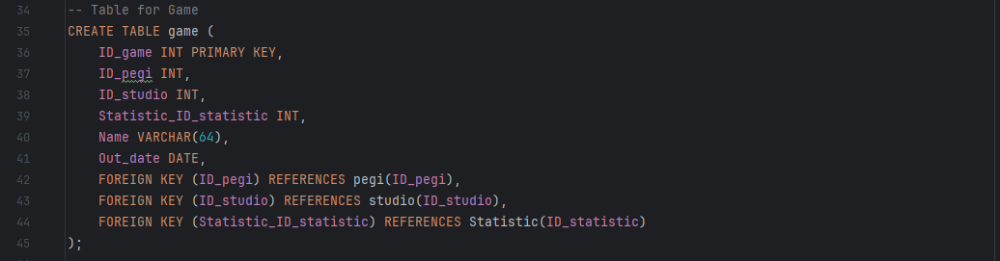 34 -- Table for Game
35 CREATE TABLE game (
36 ID_game INT PRIMARY KEY,
37 ID_pegi INT,
38 ID_studio INT,
39 Statistic_ID_statistic INT,
40 Name VARCHAR(64),
41 Out_date DATE,
42 FOREIGN KEY (ID_pegi) REFERENCES pegi(ID_pegi),
43 FOREIGN KEY (ID_studio) REFERENCES studio(ID_studio),
44 FOREIGN KEY (Statistic_ID_statistic) REFERENCES Statistic(ID_statistic)
45 );